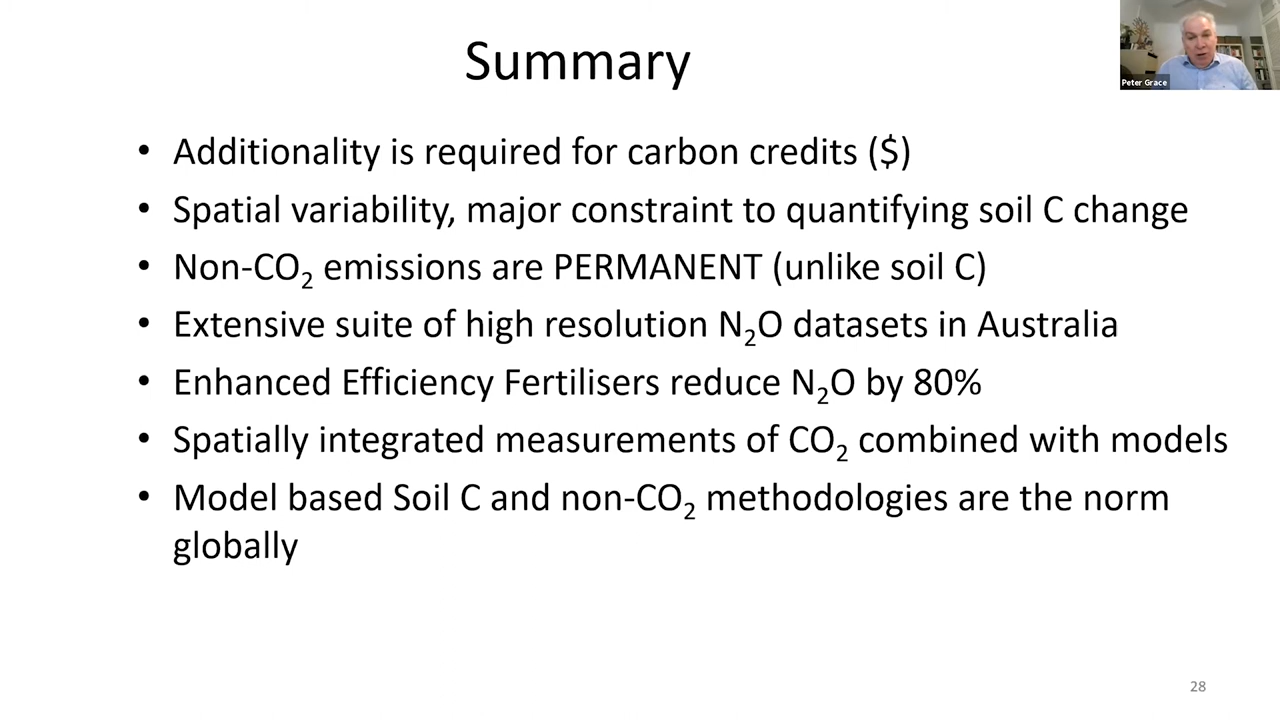 Summary
Peter Grace
• Additionality is required for carbon credits ($)
• Spatial variability, major constraint to quantifying soil C change
• Non-CO₂ emissions are PERMANENT (unlike soil C)
• Extensive suite of high resolution N₂O datasets in Australia
• Enhanced Efficiency Fertilisers reduce N₂O by 80%
• Spatially integrated measurements of CO₂ combined with models
• Model based Soil C and non-CO₂ methodologies are the norm
globally
28